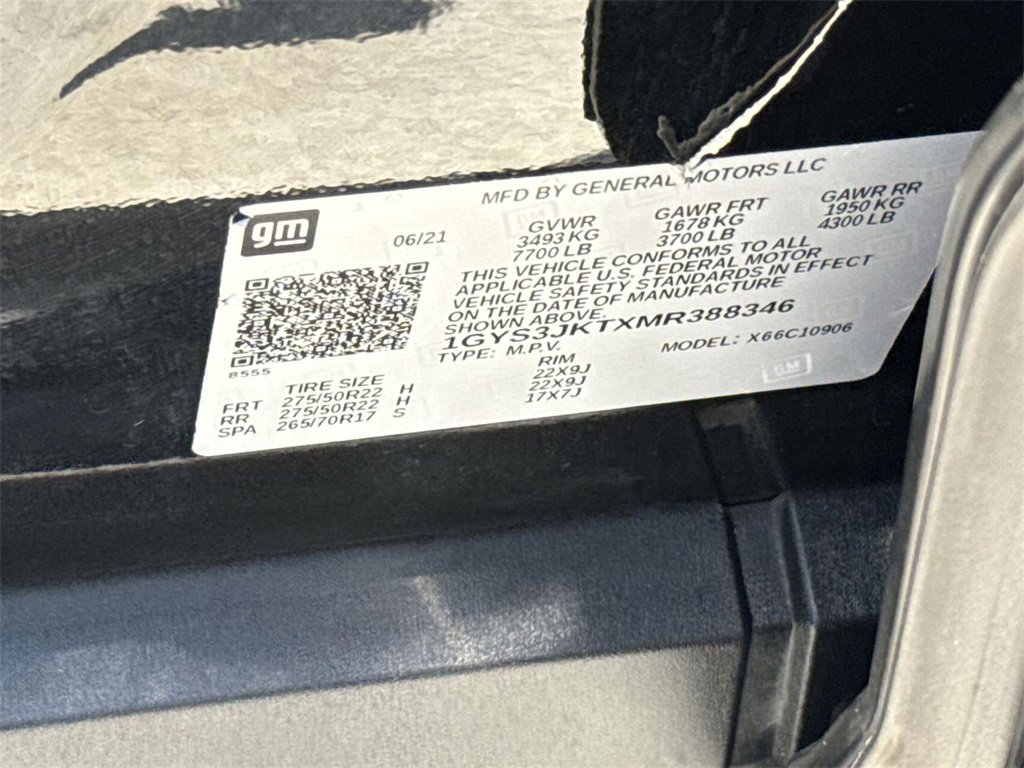 MFD BY GENERAL MOTORS LLC
gm
06/21
GVWR GAWR FRT GAWR RR
3493 KG 1678 KG 1950 KG
7700 LB 3700 LB 4300 LB
THIS VEHICLE CONFORMS TO ALL
APPLICABLE U.S. FEDERAL MOTOR
VEHICLE SAFETY STANDARDS IN EFFECT
ON THE DATE OF MANUFACTURE
SHOWN ABOVE.
1GYS3JKTXMR388346
TYPE: M.P.V. MODEL: X66C10906
8555
TIRE SIZE RIM
FRT 275/50R22 H 22X9J
RR 275/50R22 H 22X9J
SPA 265/70R17 S 17X7J
GM